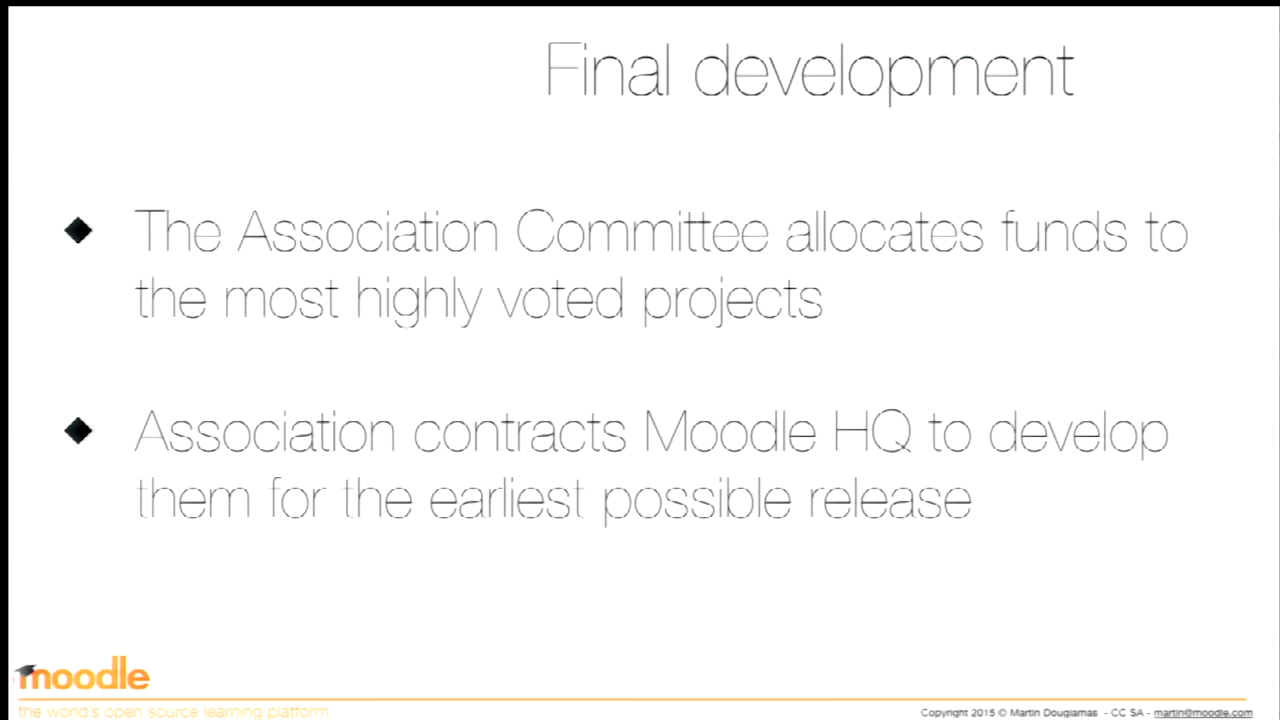 Final development
◆ The Association Committee allocates funds to
the most highly voted projects
◆ Association contracts Moodle HQ to develop
them for the earliest possible release
moodle
the world's open source learning platform
Copyright 2015 © Martin Dougiamas - CC SA - martin@moodle.com